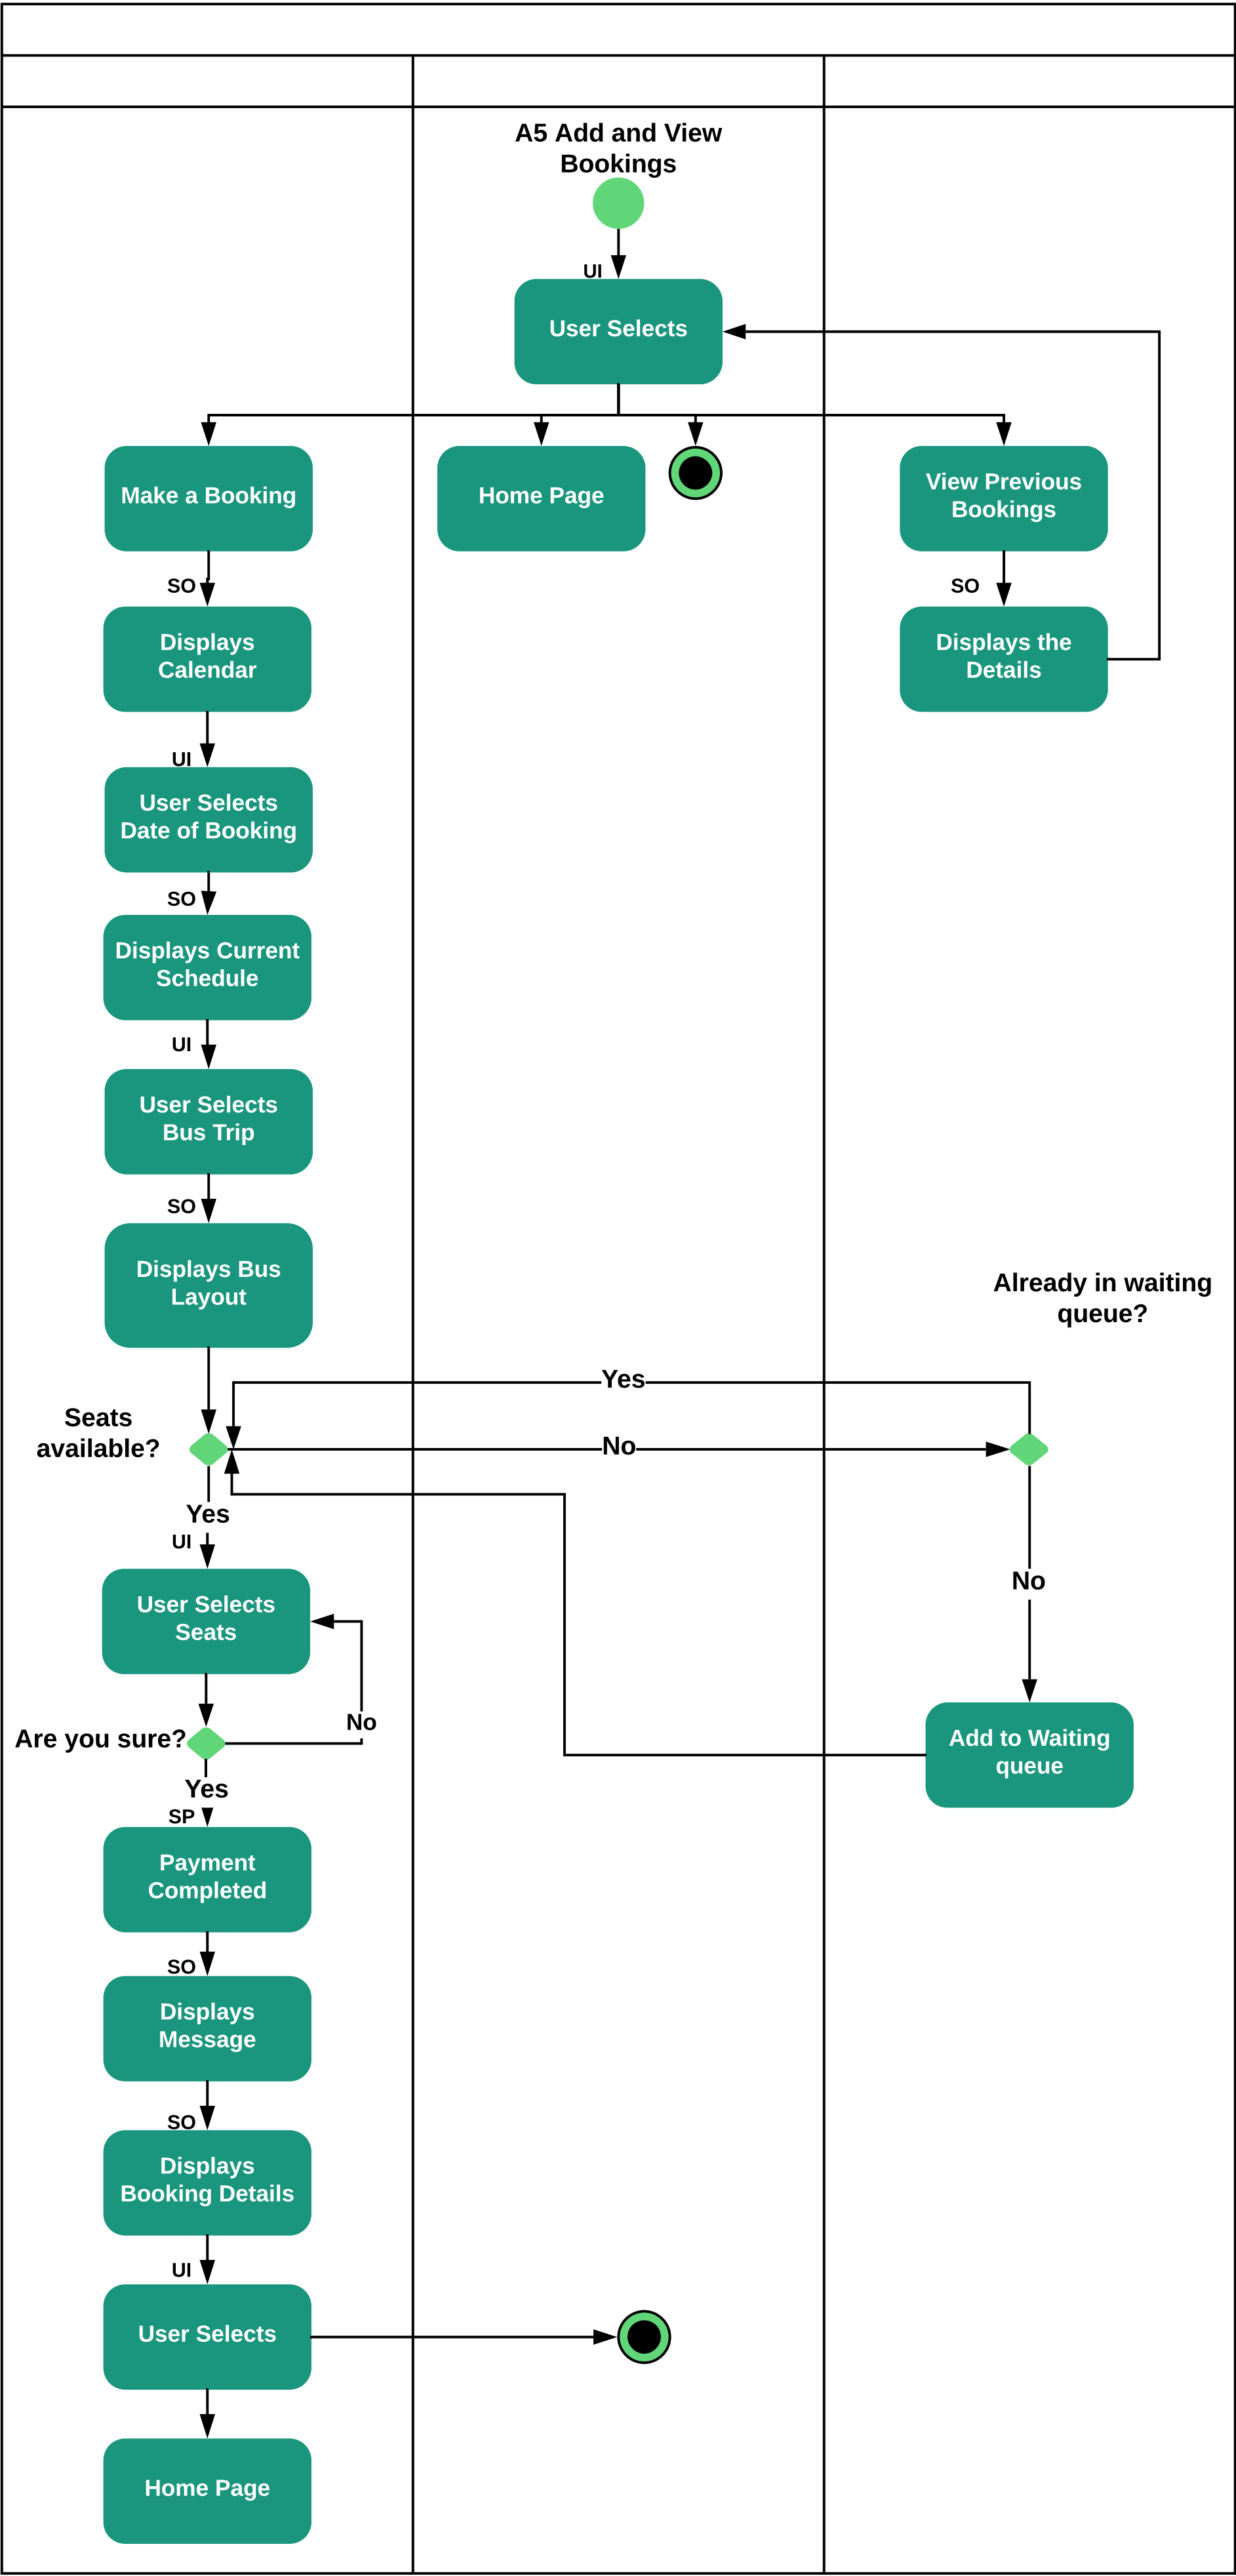 A5 Add and View
Bookings
UI
User Selects
Make a Booking
Home Page
View Previous
Bookings
SO
SO
Displays
Calendar
Displays the
Details
UI
User Selects
Date of Booking
SO
Displays Current
Schedule
UI
User Selects
Bus Trip
SO
Displays Bus
Layout
Already in waiting
queue?
Yes
Seats
available?
No
Yes
UI
User Selects
Seats
No
No
Are you sure?
Add to Waiting
queue
Yes
SP
Payment
Completed
SO
Displays
Message
SO
Displays
Booking Details
UI
User Selects
Home Page